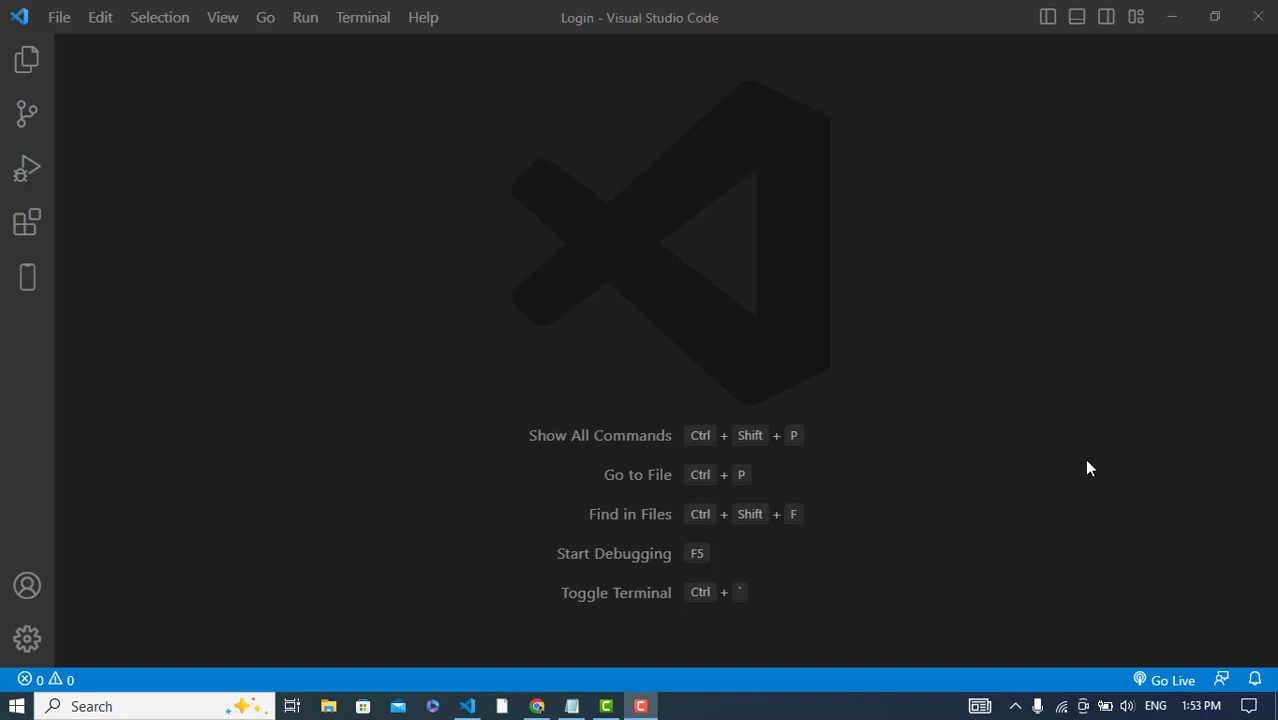 File Edit Selection View Go Run Terminal Help Login - Visual Studio Code
Show All Commands Ctrl + Shift + P
Go to File Ctrl + P
Find in Files Ctrl + Shift + F
Start Debugging F5
Toggle Terminal Ctrl + `
0 0 Go Live
Search ENG 1:53 PM